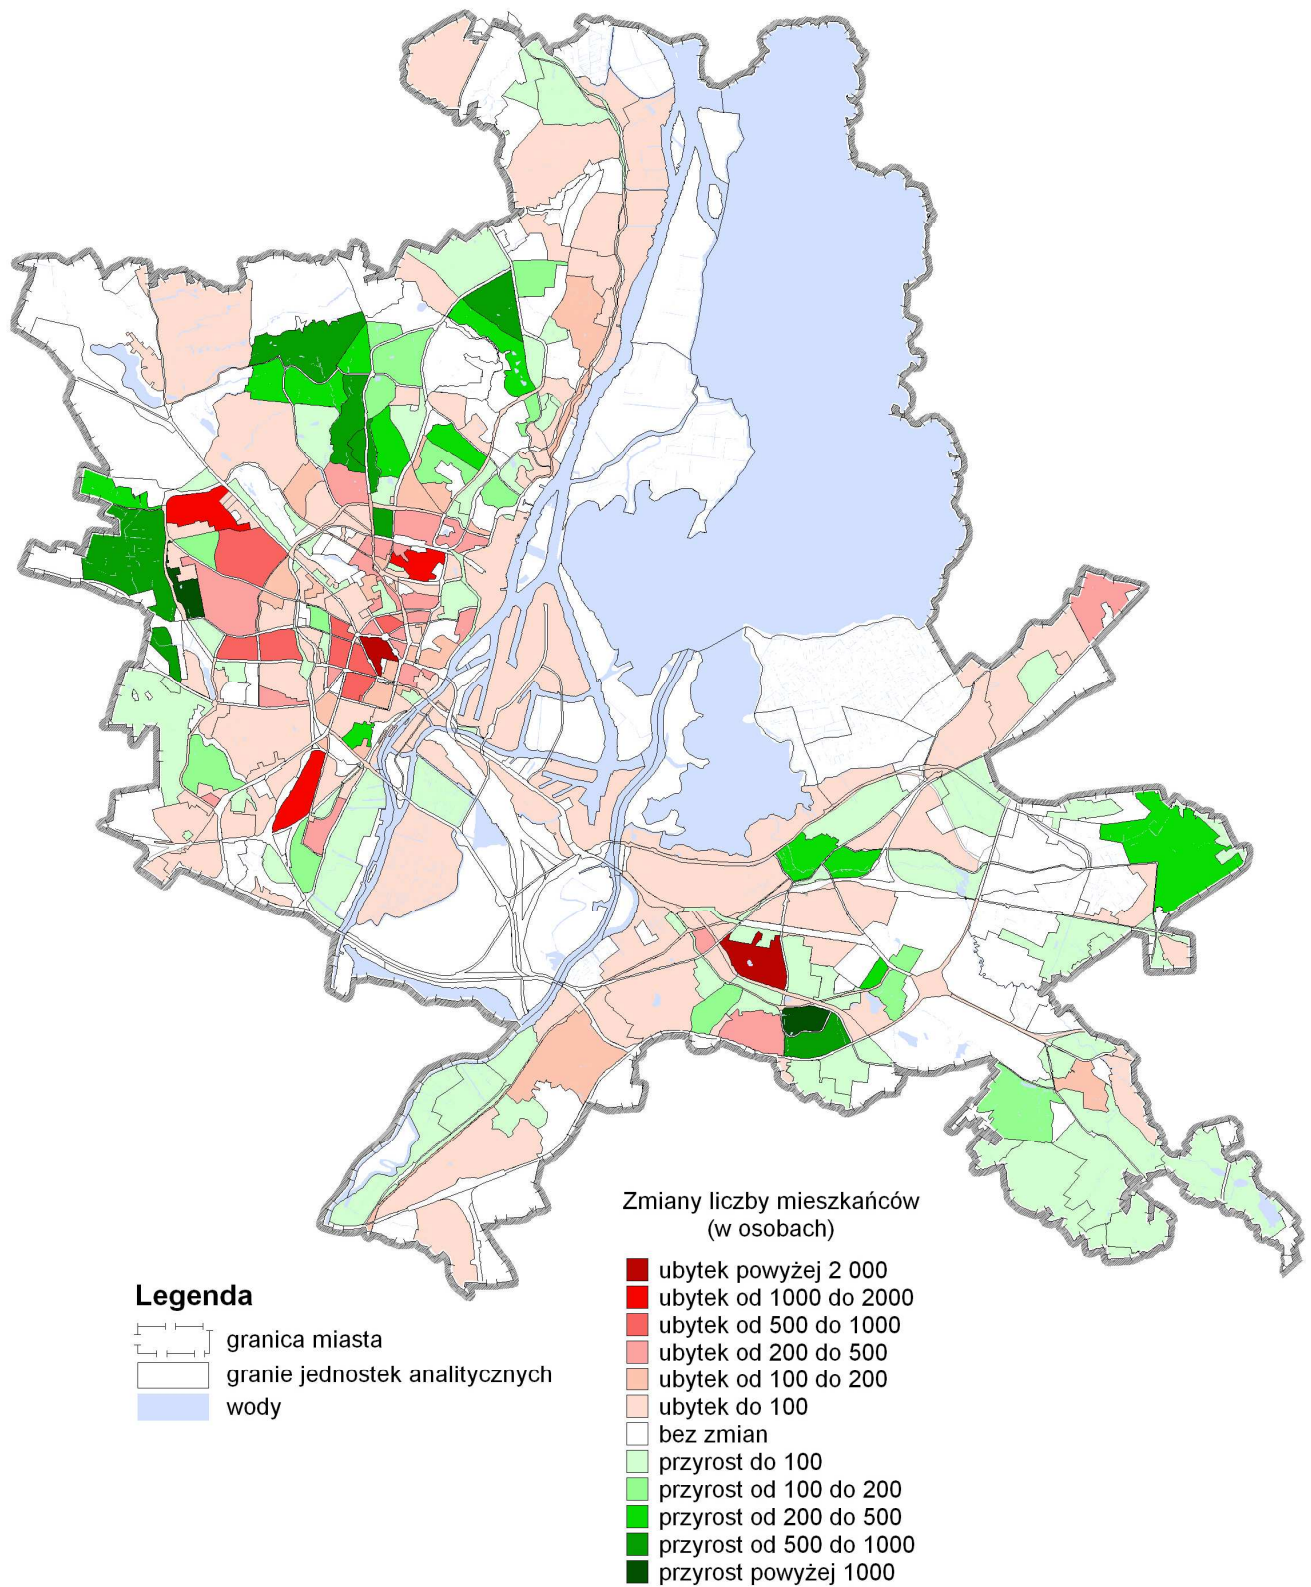 Zmiany liczby mieszkańców
(w osobach)
ubytek powyżej 2 000
ubytek od 1000 do 2000
ubytek od 500 do 1000
ubytek od 200 do 500
ubytek od 100 do 200
ubytek do 100
bez zmian
przyrost do 100
przyrost od 100 do 200
przyrost od 200 do 500
przyrost od 500 do 1000
przyrost powyżej 1000
Legenda
granica miasta
granie jednostek analitycznych
wody